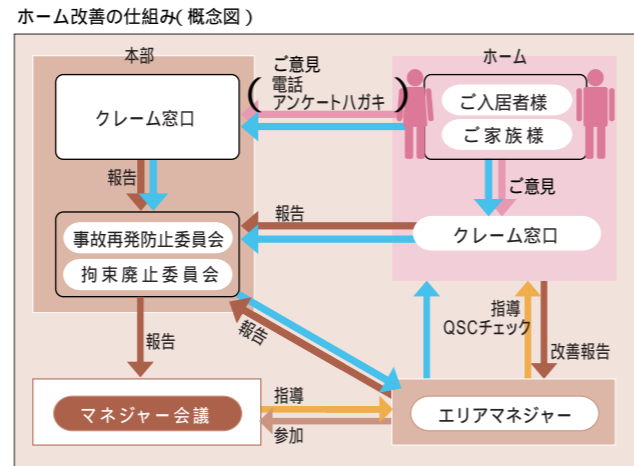 ホーム改善の仕組み(概念図)
本部
ホーム
ご意見
(電話
アンケートハガキ)
クレーム窓口
ご入居者様
ご家族様
報告
ご意見
報告
事故再発防止委員会
拘束廃止委員会
クレーム窓口
指導
QSCチェック
報告
報告
改善報告
マネジャー会議
指導
参加
エリアマネジャー